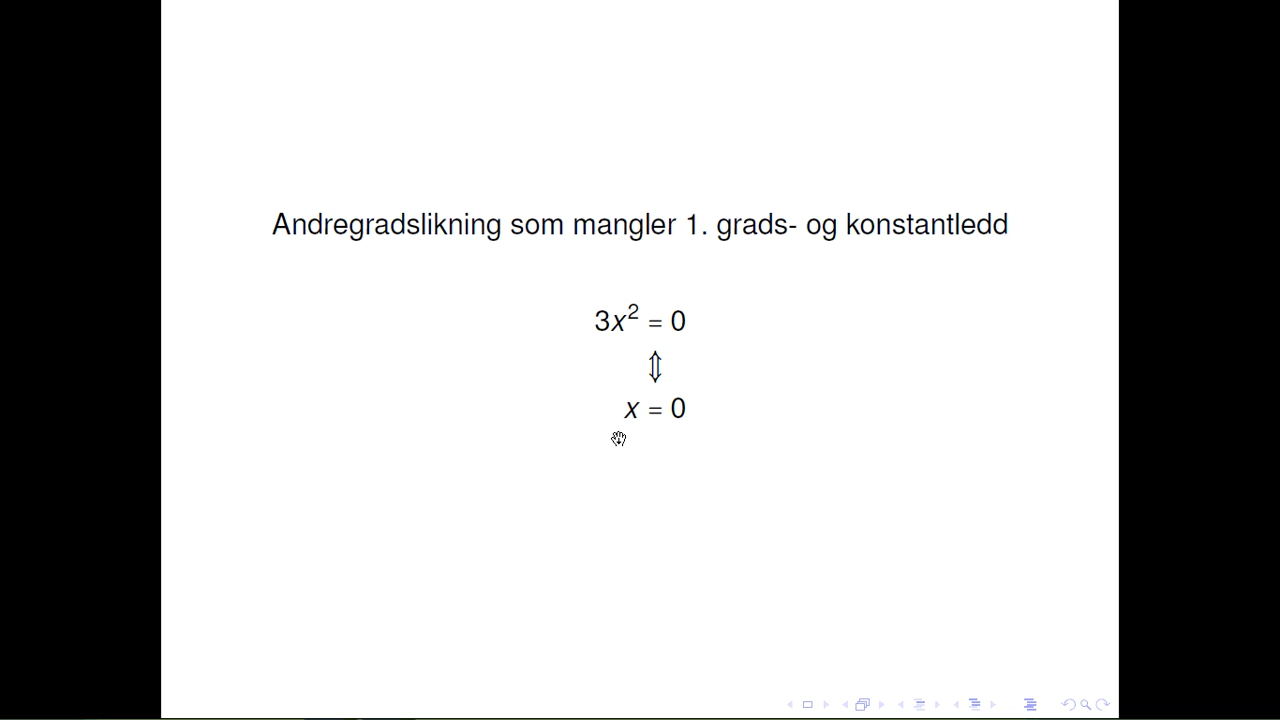 Andregradslikning som mangler 1. grads- og konstantledd
3x² = 0
⇕
x = 0